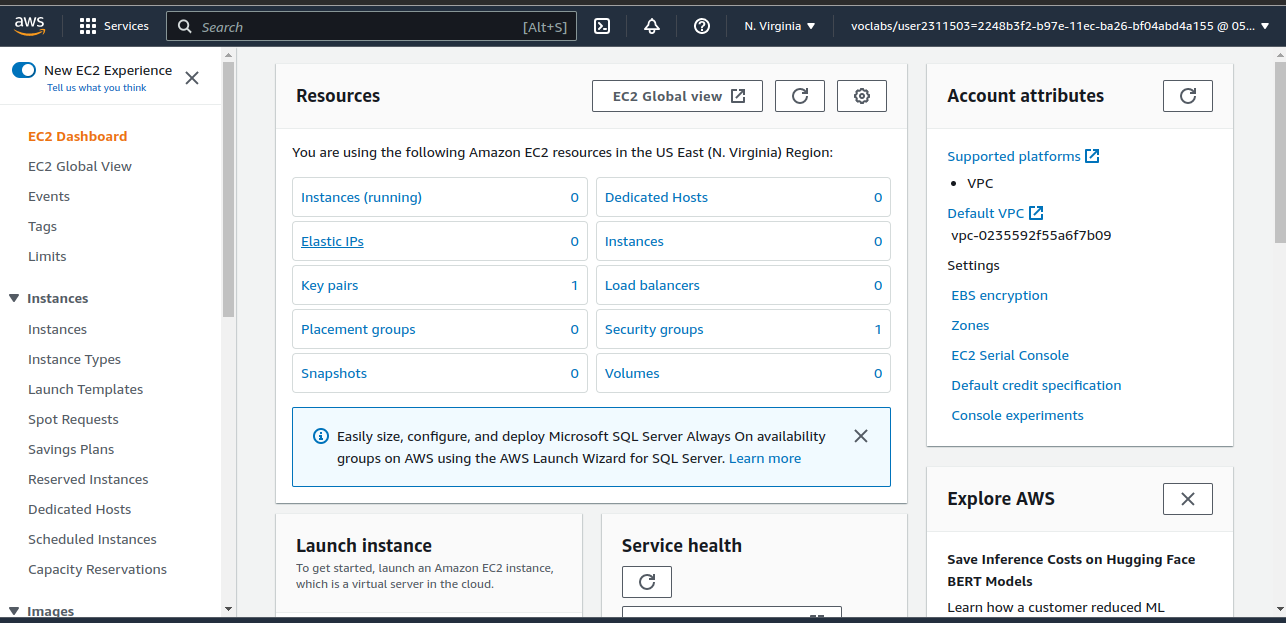 aws
Services
Search
[Alt+S]
N. Virginia
voclabs/user2311503=2248b3f2-b97e-11ec-ba26-bf04abd4a155 @ 05...
New EC2 Experience
Tell us what you think
EC2 Dashboard
EC2 Global View
Events
Tags
Limits
Instances
Instances
Instance Types
Launch Templates
Spot Requests
Savings Plans
Reserved Instances
Dedicated Hosts
Scheduled Instances
Capacity Reservations
Images
Resources
EC2 Global view
You are using the following Amazon EC2 resources in the US East (N. Virginia) Region:
Instances (running) 0
Dedicated Hosts 0
Elastic IPs 0
Instances 0
Key pairs 1
Load balancers 0
Placement groups 0
Security groups 1
Snapshots 0
Volumes 0
Easily size, configure, and deploy Microsoft SQL Server Always On availability
groups on AWS using the AWS Launch Wizard for SQL Server. Learn more
Launch instance
To get started, launch an Amazon EC2 instance,
which is a virtual server in the cloud.
Service health
Account attributes
Supported platforms
• VPC
Default VPC
vpc-0235592f55a6f7b09
Settings
EBS encryption
Zones
EC2 Serial Console
Default credit specification
Console experiments
Explore AWS
Save Inference Costs on Hugging Face
BERT Models
Learn how a customer reduced ML